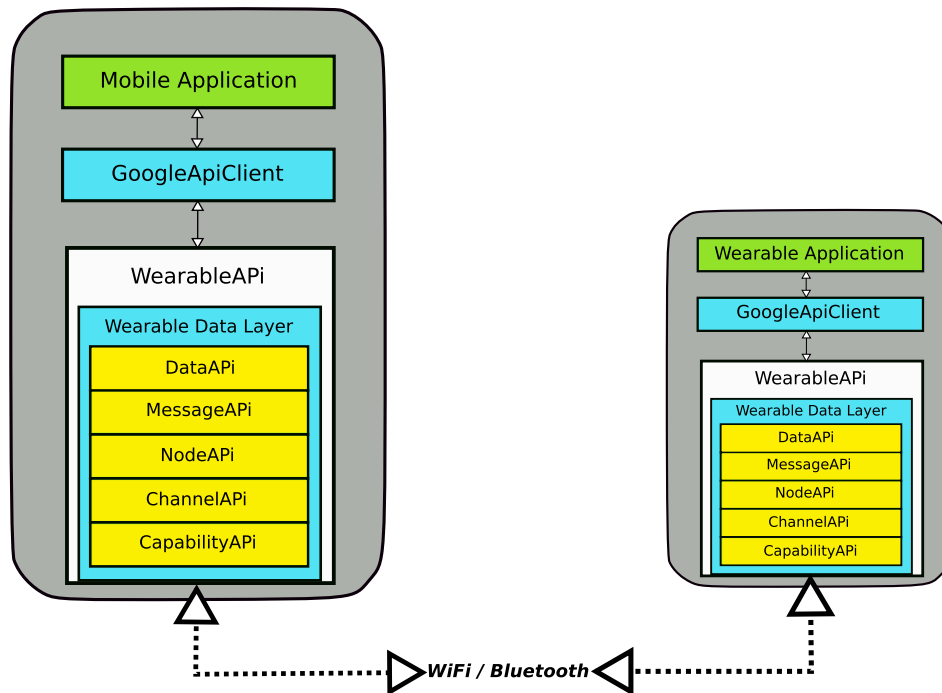 Mobile Application
GoogleApiClient
WearableAPi
Wearable Data Layer
DataAPi
MessageAPi
NodeAPi
ChannelAPi
CapabilityAPi
Wearable Application
GoogleApiClient
WearableAPi
Wearable Data Layer
DataAPi
MessageAPi
NodeAPi
ChannelAPi
CapabilityAPi
WiFi / Bluetooth